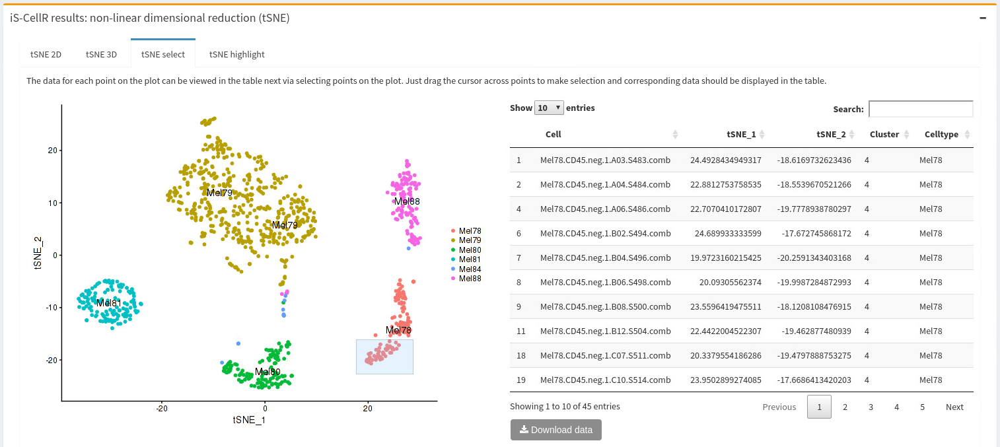 iS-CellR results: non-linear dimensional reduction (tSNE)
tSNE 2D tSNE 3D tSNE select tSNE highlight
The data for each point on the plot can be viewed in the table next via selecting points on the plot. Just drag the cursor across points to make selection and corresponding data should be displayed in the table.
tSNE_2
20
10
0
-10
-20
-20 0 20
tSNE_1
Mel79
Mel79
Mel88
Mel81
Mel78
Mel80
Mel78
Mel79
Mel80
Mel81
Mel84
Mel88
Show 10 entries
Search:
Cell tSNE_1 tSNE_2 Cluster Celltype
1 Mel78.CD45.neg.1.A03.S483.comb 24.4928434949317 -18.6169732623436 4 Mel78
2 Mel78.CD45.neg.1.A04.S484.comb 22.8812753758535 -18.5539670521266 4 Mel78
4 Mel78.CD45.neg.1.A06.S486.comb 22.7070410172807 -19.7778938780297 4 Mel78
6 Mel78.CD45.neg.1.B02.S494.comb 24.689933333599 -17.672745868172 4 Mel78
7 Mel78.CD45.neg.1.B04.S496.comb 19.9723160215425 -20.2591343403168 4 Mel78
8 Mel78.CD45.neg.1.B06.S498.comb 20.09305562374 -19.9987284872993 4 Mel78
9 Mel78.CD45.neg.1.B08.S500.comb 23.5596419475511 -18.1208108476915 4 Mel78
11 Mel78.CD45.neg.1.B12.S504.comb 22.4422004522307 -19.462877480939 4 Mel78
18 Mel78.CD45.neg.1.C07.S511.comb 20.3379554186286 -19.4797888753275 4 Mel78
19 Mel78.CD45.neg.1.C10.S514.comb 23.9502899274085 -17.6686413420203 4 Mel78
Showing 1 to 10 of 45 entries
Previous 1 2 3 4 5 Next
Download data